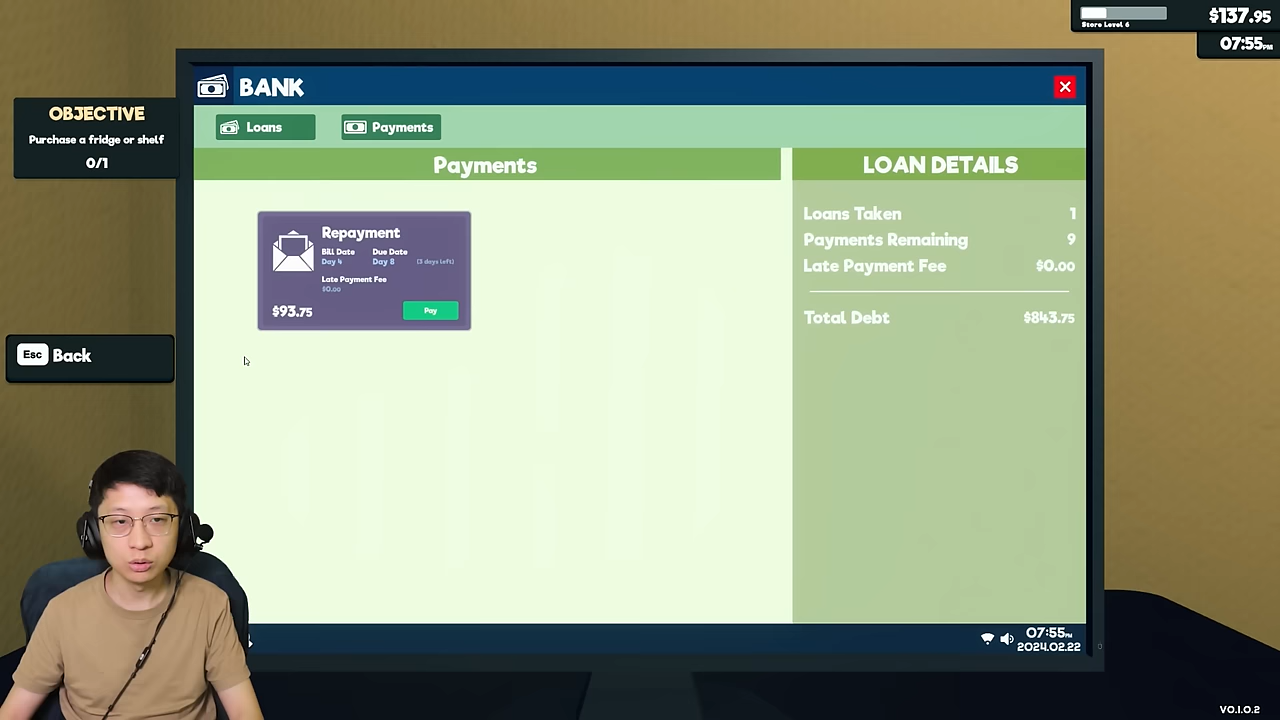 $137.95
Store Level 6
07:55PM
BANK
OBJECTIVE
Purchase a fridge or shelf
0/1
Loans
Payments
Payments
LOAN DETAILS
Repayment
Bill Date
Due Date
Day 4
Day 8
(3 days left)
Late Payment Fee
$0.00
$93.75
Pay
Loans Taken
1
Payments Remaining
9
Late Payment Fee
$0.00
Total Debt
$843.75
Esc
Back
07:55PM
2024.02.22
V0.1.0.2